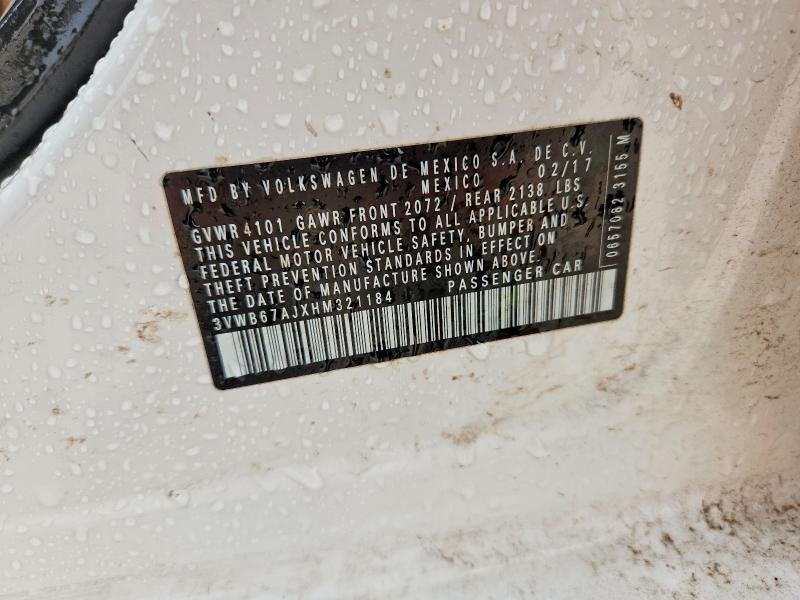 MFD BY VOLKSWAGEN DE MEXICO S.A. DE C.V.
MEXICO 02/17
GVWR 4101 GAWR FRONT 2072 / REAR 2138 LBS
THIS VEHICLE CONFORMS TO ALL APPLICABLE U.S.
FEDERAL MOTOR VEHICLE SAFETY, BUMPER AND
THEFT PREVENTION STANDARDS IN EFFECT ON
THE DATE OF MANUFACTURE SHOWN ABOVE.
3VWB67AJXHM321184 PASSENGER CAR
0657082 3155 M